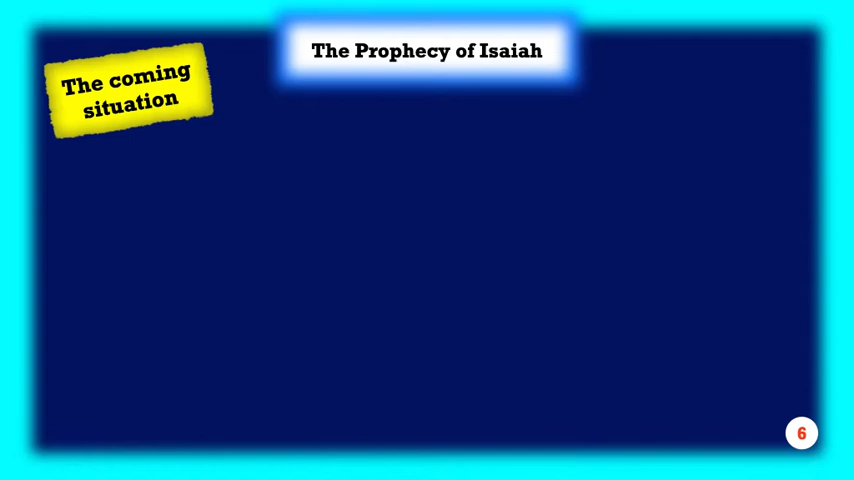 The Prophecy of Isaiah
The coming
situation
6